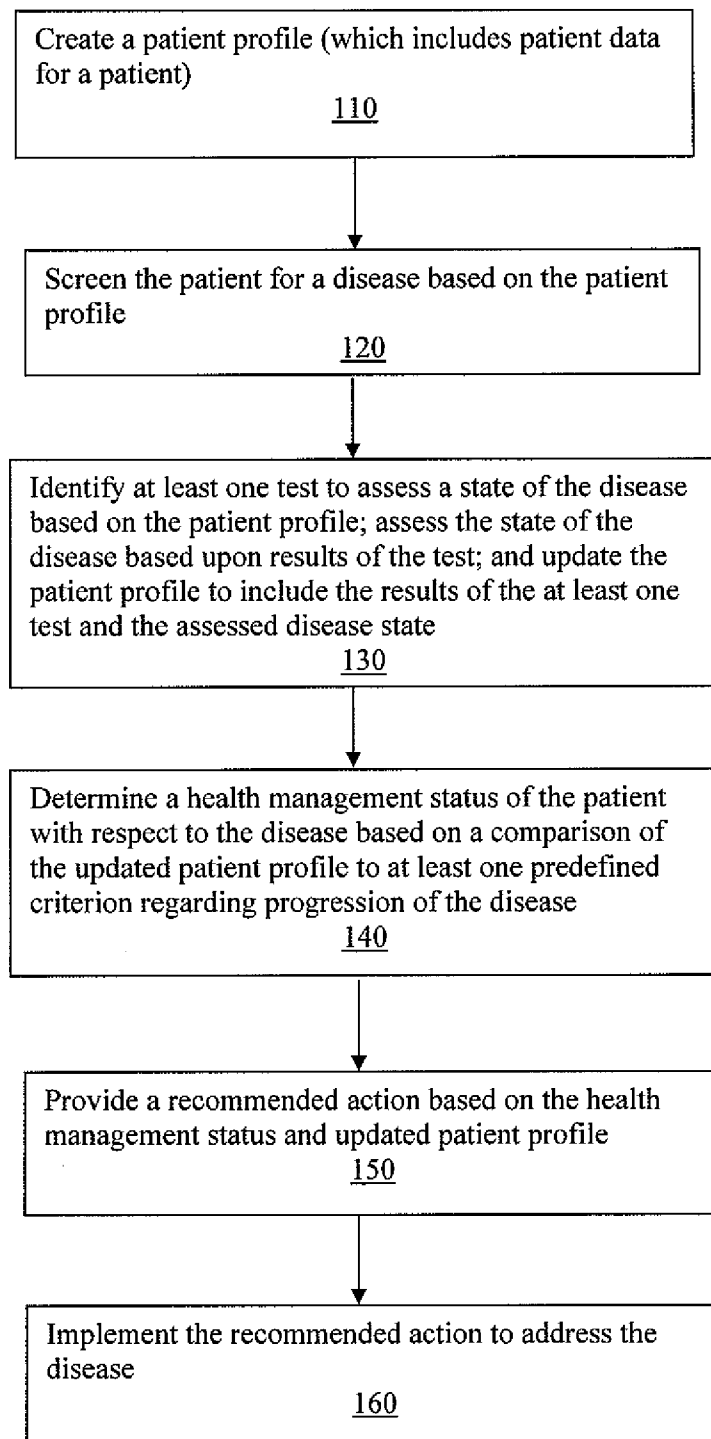 Create a patient profile (which includes patient data
for a patient)
110
Screen the patient for a disease based on the patient
profile
120
Identify at least one test to assess a state of the disease
based on the patient profile; assess the state of the
disease based upon results of the test; and update the
patient profile to include the results of the at least one
test and the assessed disease state
130
Determine a health management status of the patient
with respect to the disease based on a comparison of
the updated patient profile to at least one predefined
criterion regarding progression of the disease
140
Provide a recommended action based on the health
management status and updated patient profile
150
Implement the recommended action to address the
disease
160